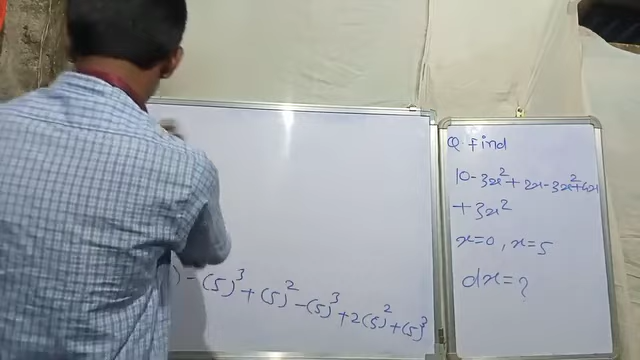 ) - (5)³ + (5)² - (5)³ + 2(5)² + (5)³
Q. Find
10-3x² + 2x-3x²+4x
+ 3x²
x=0, x=5
dx=?